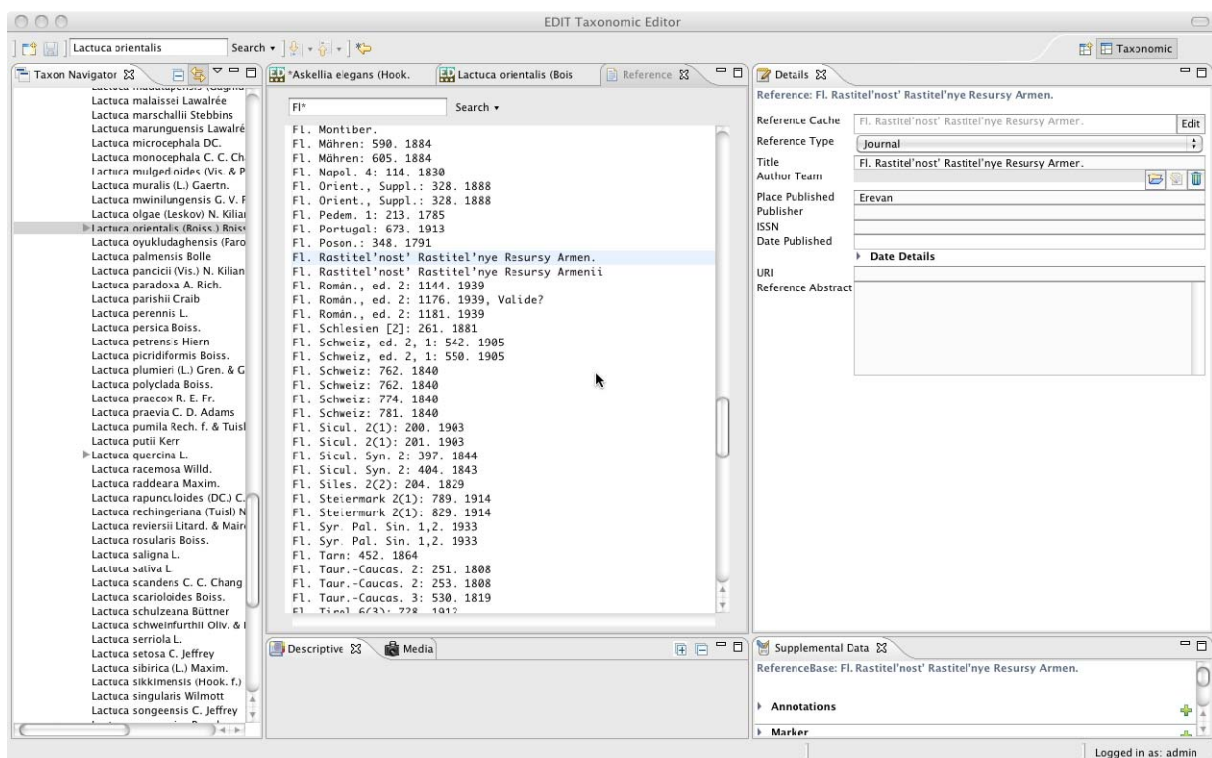 EDIT Taxonomic Editor
Lactuca orientalis
Search
Taxonomic
Taxon Navigator
Lactuca malaissei Lawalrée
Lactuca marschallii Stebbins
Lactuca marunguensis Lawalré
Lactuca microcephala DC.
Lactuca monocephala C. C. Ch
Lactuca mulgedioides (Vis. & P
Lactuca muralis (L.) Gaertn.
Lactuca mwinilungensis G. V. F
Lactuca olgae (Leskov) N. Kilian
Lactuca orientalis (Boiss.) Boiss
Lactuca oyukludaghensis (Faro
Lactuca palmensis Bolle
Lactuca pancicii (Vis.) N. Kilian
Lactuca paradoxa A. Rich.
Lactuca parishii Craib
Lactuca perennis L.
Lactuca persica Boiss.
Lactuca petrensis Hiern
Lactuca picridiformis Boiss.
Lactuca plumieri (L.) Gren. & G
Lactuca polyclada Boiss.
Lactuca praecox R. E. Fr.
Lactuca praevia C. D. Adams
Lactuca pumila Rech. f. & Tuisl
Lactuca putii Kerr
Lactuca quercina L.
Lactuca racemosa Willd.
Lactuca raddeana Maxim.
Lactuca rapunculoides (DC.) C.
Lactuca rechingeriana (Tuisl) N
Lactuca reviersii Litard. & Maire
Lactuca rosularis Boiss.
Lactuca saligna L.
Lactuca sativa L.
Lactuca scandens C. C. Chang
Lactuca scarioloides Boiss.
Lactuca schulzeana Büttner
Lactuca schweinfurthii Oliv. &
Lactuca serriola L.
Lactuca setosa C. Jeffrey
Lactuca sibirica (L.) Maxim.
Lactuca sikkimensis (Hook. f.)
Lactuca singularis Wilmott
Lactuca songeensis C. Jeffrey
*Askellia elegans (Hook.
Lactuca orientalis (Bois
Reference
Fl*
Search
Fl. Montiber.
Fl. Mähren: 590. 1884
Fl. Mähren: 605. 1884
Fl. Napol. 4: 114. 1830
Fl. Orient., Suppl.: 328. 1888
Fl. Orient., Suppl.: 328. 1888
Fl. Pedem. 1: 213. 1785
Fl. Portugal: 673. 1913
Fl. Poson.: 348. 1791
Fl. Rastitel'nost' Rastitel'nye Resursy Armen.
Fl. Rastitel'nost' Rastitel'nye Resursy Armenii
Fl. Román., ed. 2: 1144. 1939
Fl. Román., ed. 2: 1176. 1939, Valide?
Fl. Román., ed. 2: 1181. 1939
Fl. Schlesien [2]: 261. 1881
Fl. Schweiz, ed. 2, 1: 542. 1905
Fl. Schweiz, ed. 2, 1: 550. 1905
Fl. Schweiz: 762. 1840
Fl. Schweiz: 762. 1840
Fl. Schweiz: 774. 1840
Fl. Schweiz: 781. 1840
Fl. Sicul. 2(1): 200. 1903
Fl. Sicul. 2(1): 201. 1903
Fl. Sicul. Syn. 2: 397. 1844
Fl. Sicul. Syn. 2: 404. 1843
Fl. Siles. 2(2): 204. 1829
Fl. Steiermark 2(1): 789. 1914
Fl. Steiermark 2(1): 829. 1914
Fl. Syr. Pal. Sin. 1,2. 1933
Fl. Syr. Pal. Sin. 1,2. 1933
Fl. Tarn: 452. 1864
Fl. Taur.-Caucas. 2: 251. 1808
Fl. Taur.-Caucas. 2: 253. 1808
Fl. Taur.-Caucas. 3: 530. 1819
Fl. Tirol 6(3): 728. 1912
Descriptive
Media
Details
Reference: Fl. Rastitel'nost' Rastitel'nye Resursy Armen.
Reference Cache Fl. Rastitel'nost' Rastitel'nye Resursy Armen. Edit
Reference Type Journal
Title Fl. Rastitel'nost' Rastitel'nye Resursy Armen.
Author Team
Place Published Erevan
Publisher
ISSN
Date Published
Date Details
URI
Reference Abstract
Supplemental Data
ReferenceBase: Fl. Rastitel'nost' Rastitel'nye Resursy Armen.
Annotations
Marker
Logged in as: admin